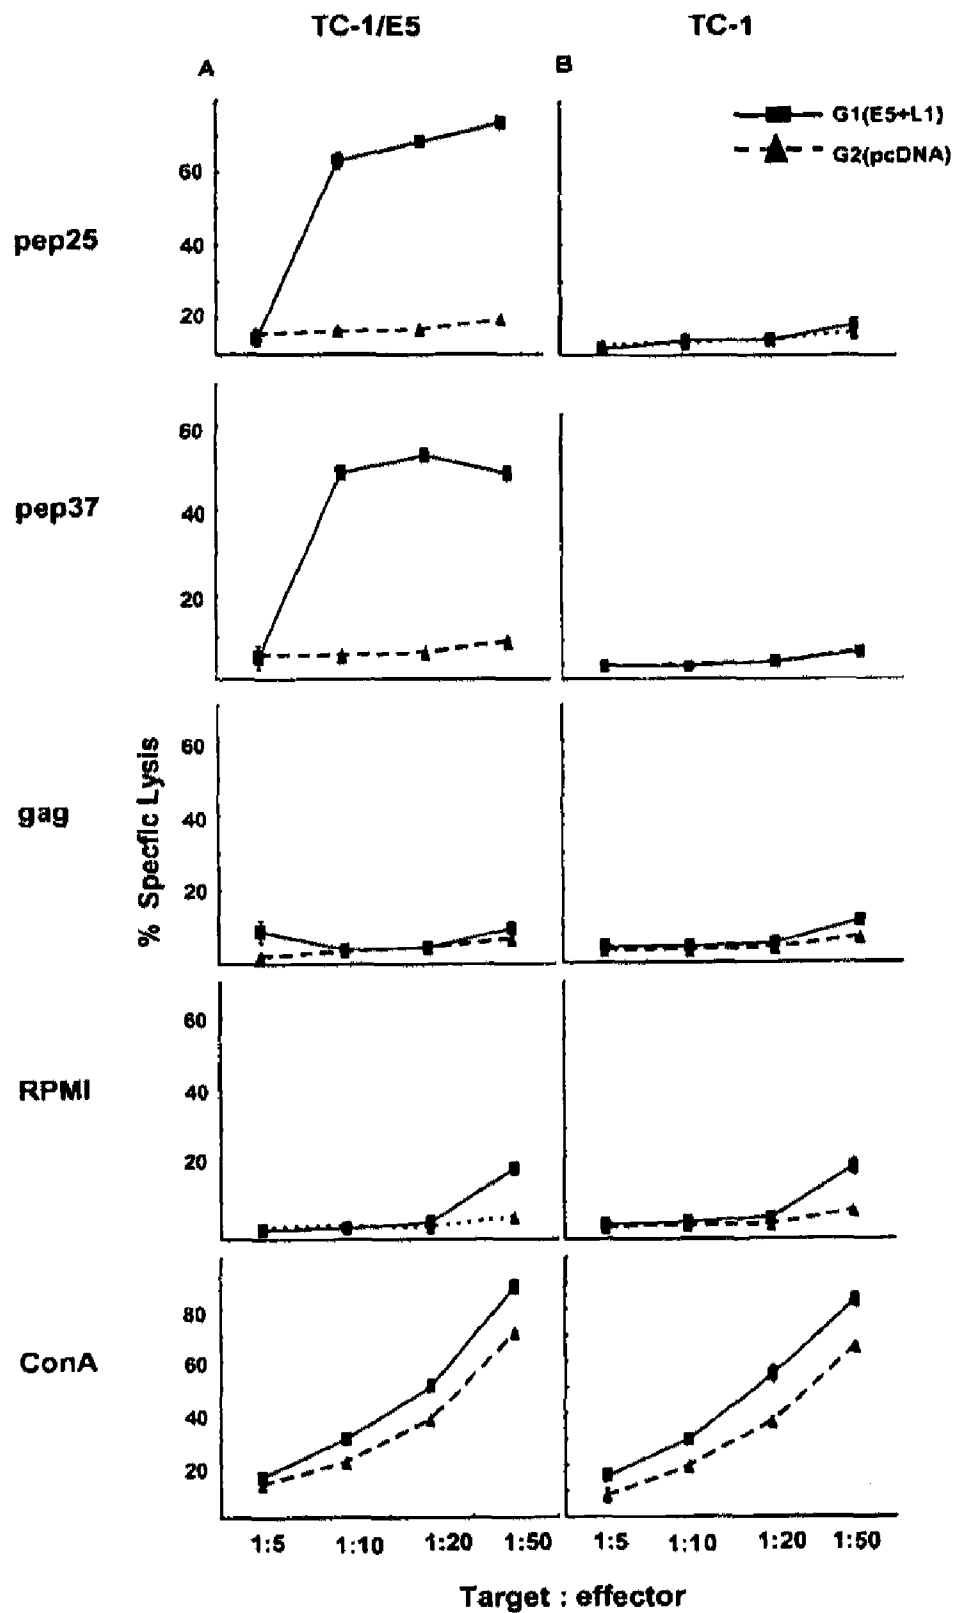 TC-1/E5 TC-1
A B
G1(E5+L1)
G2(pcDNA)
60
40
20
pep25
60
40
20
pep37
60
40
20
gag
% Specfic Lysis
60
40
20
RPMI
80
60
40
20
ConA
1:5 1:10 1:20 1:50 1:5 1:10 1:20 1:50
Target : effector